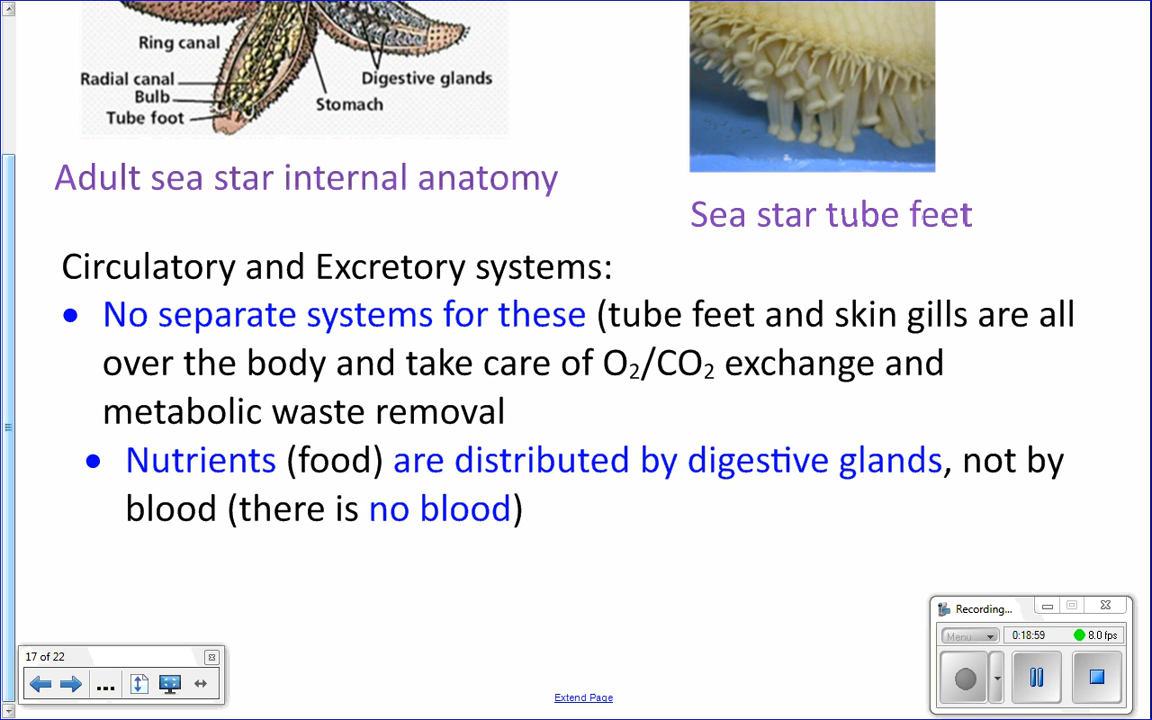 Ring canal
Radial canal
Bulb
Tube foot
Digestive glands
Stomach
Adult sea star internal anatomy
Sea star tube feet
Circulatory and Excretory systems:
• No separate systems for these (tube feet and skin gills are all
over the body and take care of O₂/CO₂ exchange and
metabolic waste removal
• Nutrients (food) are distributed by digestive glands, not by
blood (there is no blood)
17 of 22
...
Extend Page
Recording...
Menu
0:18:59
8.0 fps